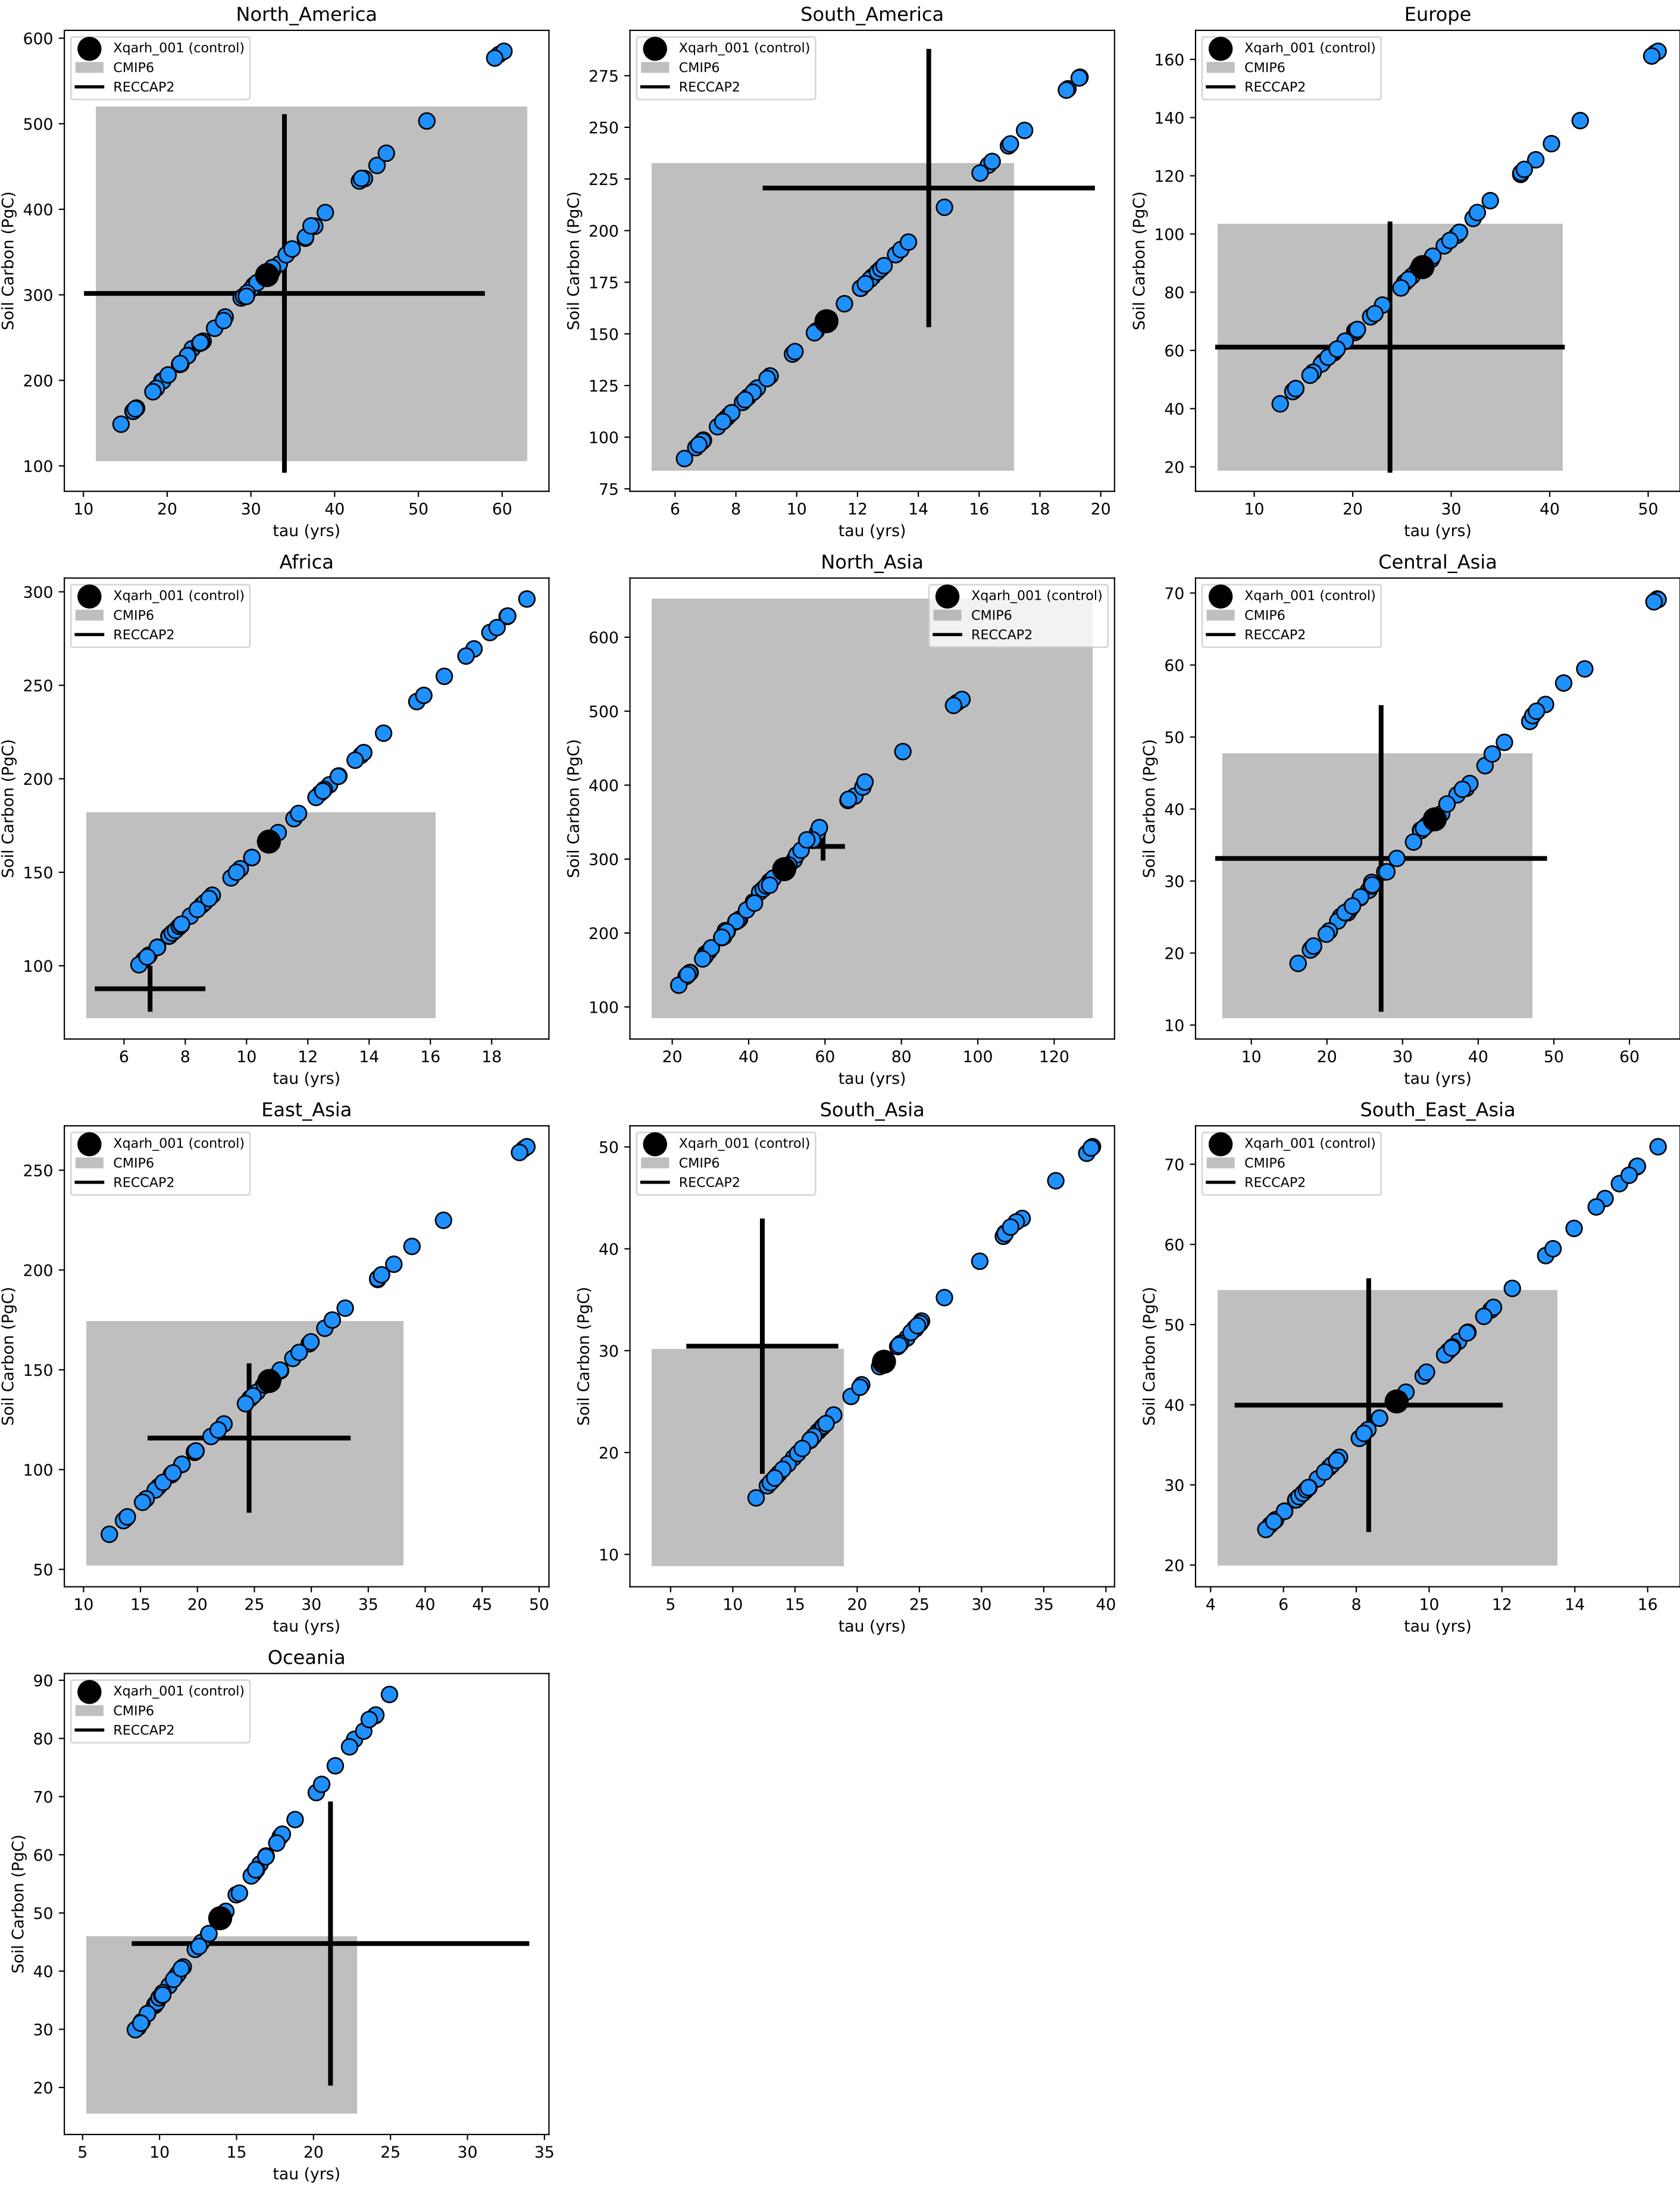 North_America
Xqarh_001 (control)
CMIP6
RECCAP2
600
500
400
300
200
100
Soil Carbon (PgC)
10 20 30 40 50 60
tau (yrs)
South_America
Xqarh_001 (control)
CMIP6
RECCAP2
275
250
225
200
175
150
125
100
75
Soil Carbon (PgC)
6 8 10 12 14 16 18 20
tau (yrs)
Europe
Xqarh_001 (control)
CMIP6
RECCAP2
160
140
120
100
80
60
40
20
Soil Carbon (PgC)
10 20 30 40 50
tau (yrs)
Africa
Xqarh_001 (control)
CMIP6
RECCAP2
300
250
200
150
100
Soil Carbon (PgC)
6 8 10 12 14 16 18
tau (yrs)
North_Asia
Xqarh_001 (control)
CMIP6
RECCAP2
600
500
400
300
200
100
Soil Carbon (PgC)
20 40 60 80 100 120
tau (yrs)
Central_Asia
Xqarh_001 (control)
CMIP6
RECCAP2
70
60
50
40
30
20
10
Soil Carbon (PgC)
10 20 30 40 50 60
tau (yrs)
East_Asia
Xqarh_001 (control)
CMIP6
RECCAP2
250
200
150
100
50
Soil Carbon (PgC)
10 15 20 25 30 35 40 45 50
tau (yrs)
South_Asia
Xqarh_001 (control)
CMIP6
RECCAP2
50
40
30
20
10
Soil Carbon (PgC)
5 10 15 20 25 30 35 40
tau (yrs)
South_East_Asia
Xqarh_001 (control)
CMIP6
RECCAP2
70
60
50
40
30
20
Soil Carbon (PgC)
4 6 8 10 12 14 16
tau (yrs)
Oceania
Xqarh_001 (control)
CMIP6
RECCAP2
90
80
70
60
50
40
30
20
Soil Carbon (PgC)
5 10 15 20 25 30 35
tau (yrs)